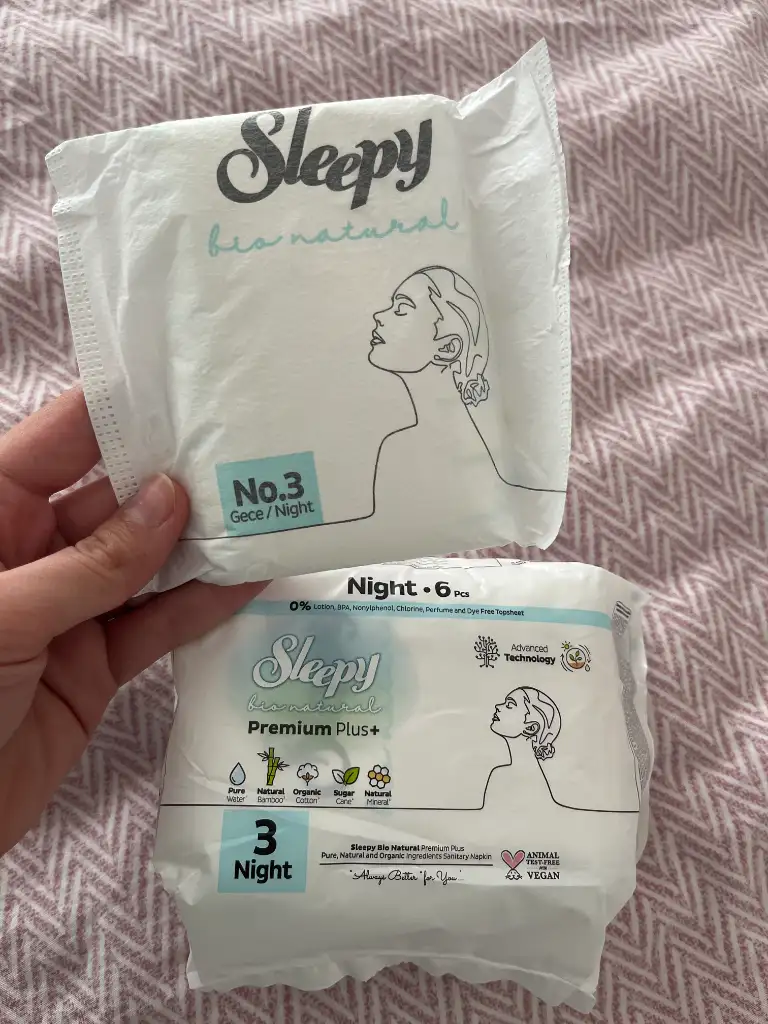 Sleepy
bio natural
No.3
Gece / Night
Night • 6 Pcs
0% Lotion, BPA, Nonylphenol, Chlorine, Perfume and Dye Free Topsheet
Sleepy
bio natural
Premium Plus+
Advanced
Technology
Pure
Water*
Natural
Bamboo*
Organic
Cotton*
Sugar
Cane*
Natural
Mineral*
3
Night
Sleepy Bio Natural Premium Plus
Pure, Natural and Organic Ingredients Sanitary Napkin
"Always Better "for You"
ANIMAL
TEST-FREE
VEGAN